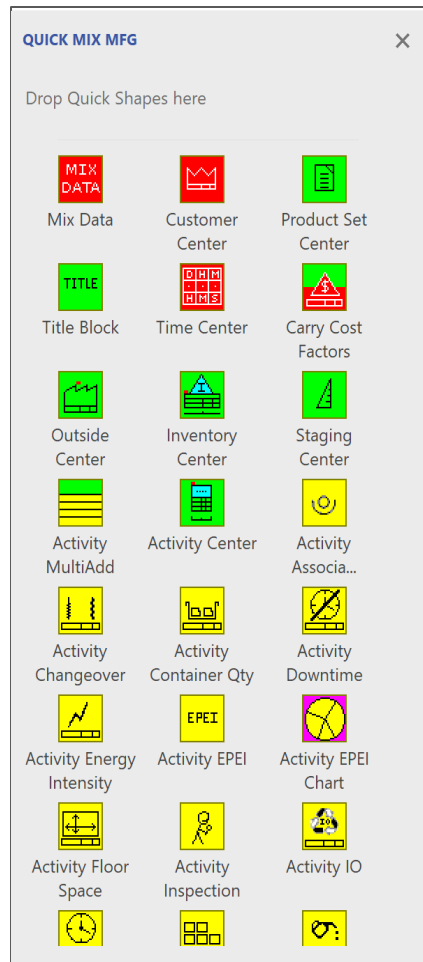 QUICK MIX MFG
Drop Quick Shapes here
MIX
DATA
Mix Data
Customer
Center
Product Set
Center
TITLE
Title Block
D H M
H M S
Time Center
$
Carry Cost
Factors
Outside
Center
I
Inventory
Center
Staging
Center
Activity
MultiAdd
Activity Center
Activity
Associa...
Activity
Changeover
Activity
Container Qty
Activity
Downtime
Activity Energy
Intensity
EPEI
Activity EPEI
Activity EPEI
Chart
Activity Floor
Space
Activity
Inspection
IO
Activity IO